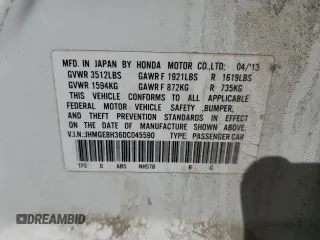 MFD. IN JAPAN BY HONDA MOTOR CO.,LTD. 04/'13
GVWR 3512LBS GAWR F 1921LBS R 1619LBS
GVWR 1594KG GAWR F 872KG R 735KG
THIS VEHICLE CONFORMS TO ALL APPLICABLE
FEDERAL MOTOR VEHICLE SAFETY, BUMPER,
AND THEFT PREVENTION STANDARDS IN EFFECT
ON THE DATE OF MANUFACTURE SHOWN ABOVE.
V.I.N. JHMGE8H36DC045590 TYPE: PASSENGER CAR
TF5 D ABS NH578 B C